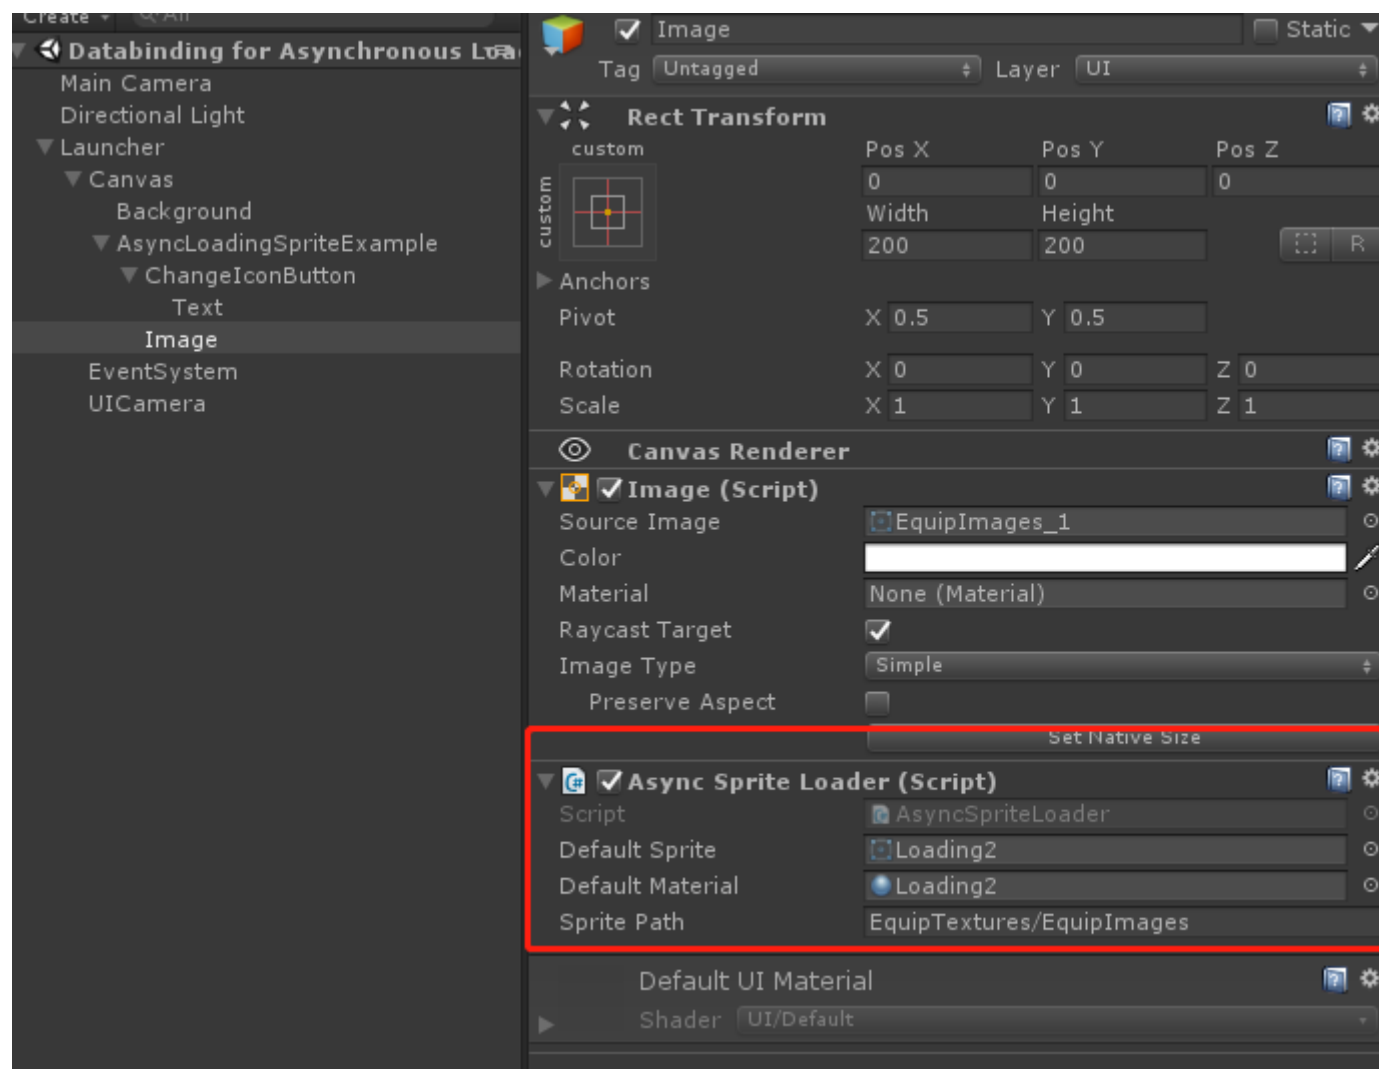 Create
All
Databinding for Asynchronous Loa
Main Camera
Directional Light
Launcher
Canvas
Background
AsyncLoadingSpriteExample
ChangeIconButton
Text
Image
EventSystem
UICamera
Image Static
Tag Untagged Layer UI
Rect Transform
custom Pos X Pos Y Pos Z
custom
0 0 0
Width Height
200 200 R
Anchors
Pivot X 0.5 Y 0.5
Rotation X 0 Y 0 Z 0
Scale X 1 Y 1 Z 1
Canvas Renderer
Image (Script)
Source Image EquipImages_1
Color
Material None (Material)
Raycast Target
Image Type Simple
Preserve Aspect
Set Native Size
Async Sprite Loader (Script)
Script AsyncSpriteLoader
Default Sprite Loading2
Default Material Loading2
Sprite Path EquipTextures/EquipImages
Default UI Material
Shader UI/Default